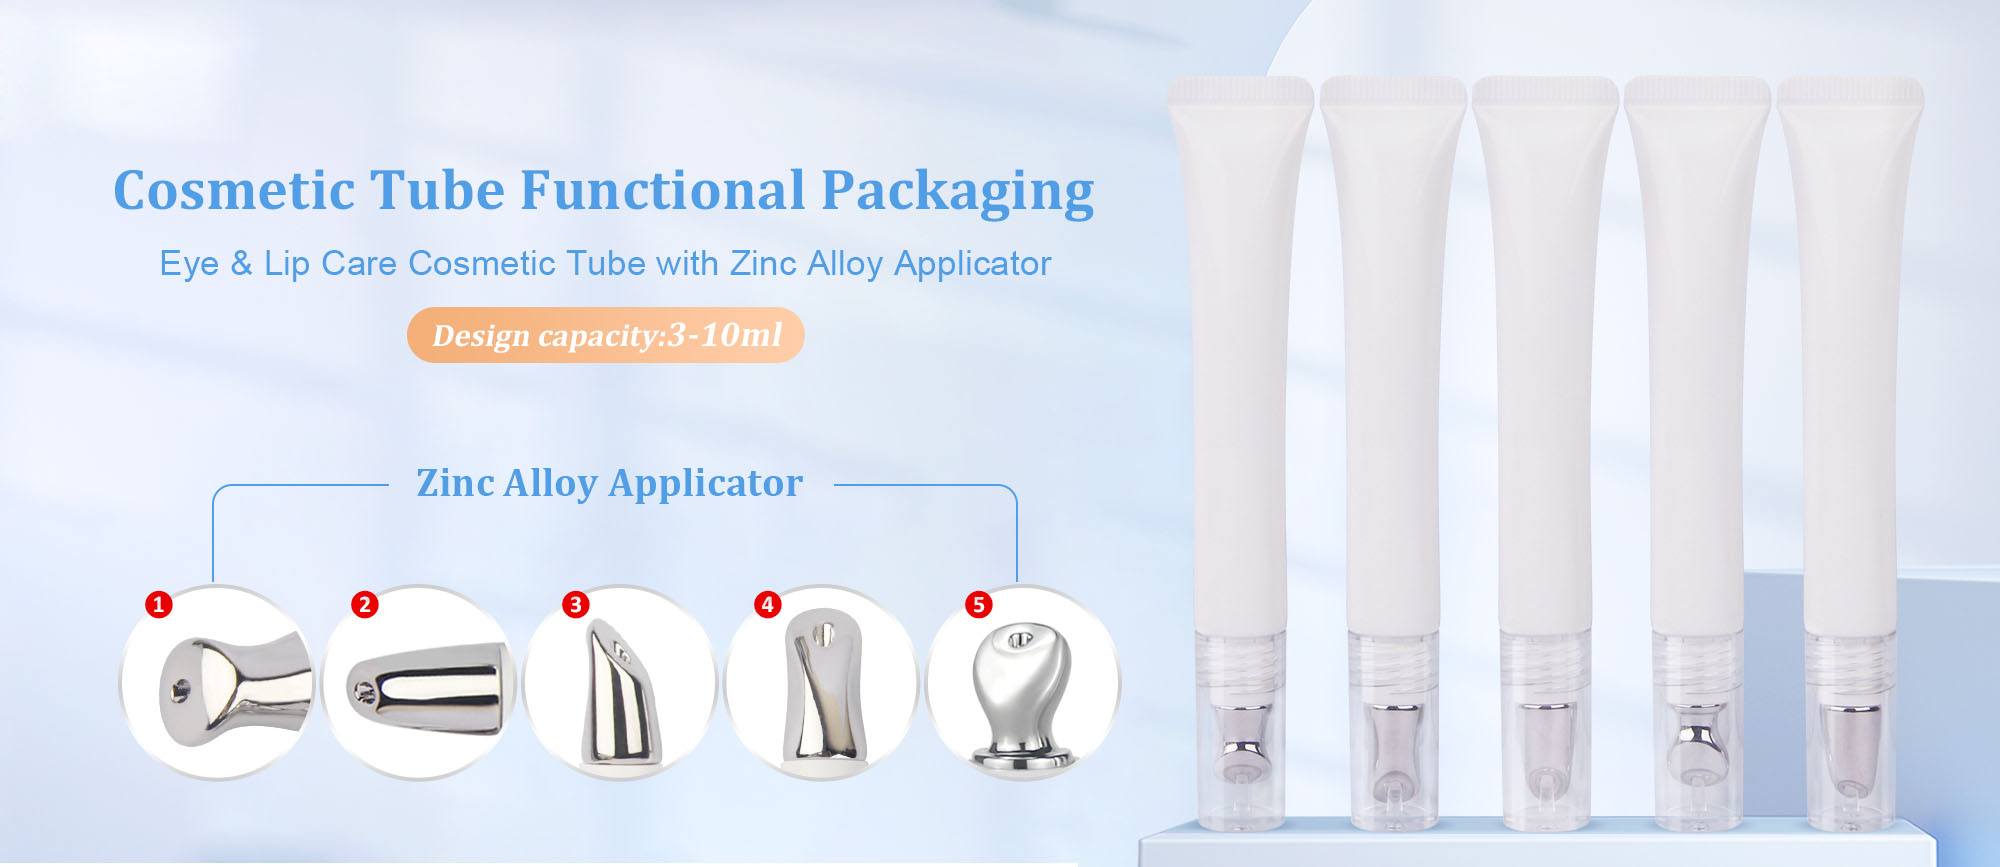 Cosmetic Tube Functional Packaging
Eye & Lip Care Cosmetic Tube with Zinc Alloy Applicator
Design capacity:3-10ml
Zinc Alloy Applicator
1
2
3
4
5